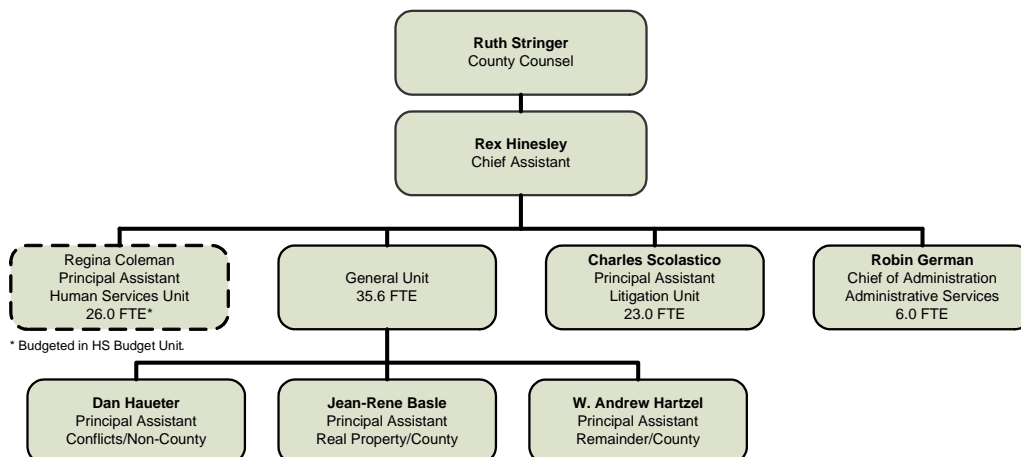 Ruth Stringer
County Counsel
Rex Hinesley
Chief Assistant
Regina Coleman
Principal Assistant
Human Services Unit
26.0 FTE*
General Unit
35.6 FTE
Charles Scolastico
Principal Assistant
Litigation Unit
23.0 FTE
Robin German
Chief of Administration
Administrative Services
6.0 FTE
* Budgeted in HS Budget Unit.
Dan Haueter
Principal Assistant
Conflicts/Non-County
Jean-Rene Basle
Principal Assistant
Real Property/County
W. Andrew Hartzel
Principal Assistant
Remainder/County